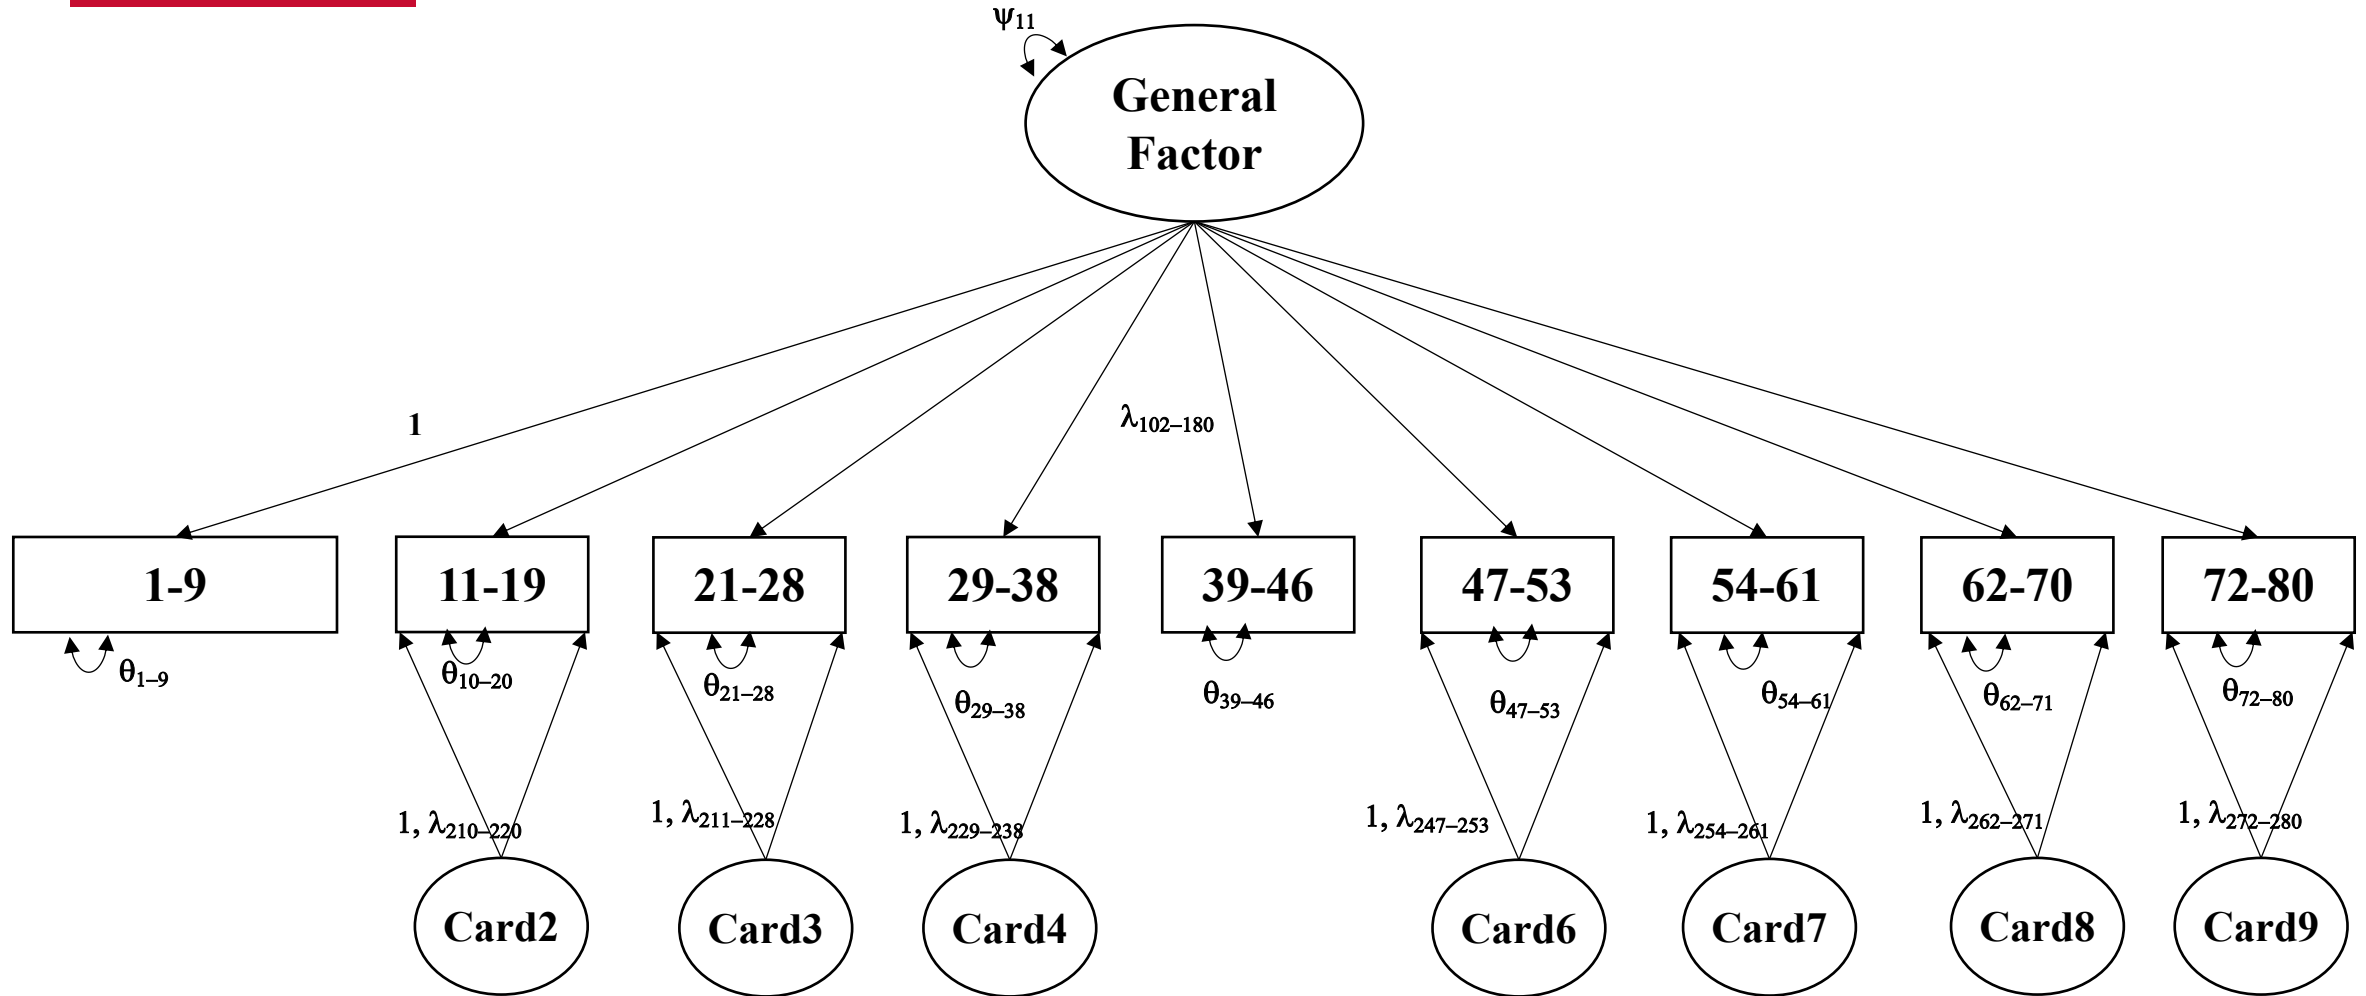 ψ₁₁
General
Factor
1
λ₁₀₂₋₁₈₀
1-9
11-19
21-28
29-38
39-46
47-53
54-61
62-70
72-80
θ₁₋₉
θ₁₀₋₂₀
θ₂₁₋₂₈
θ₂₉₋₃₈
θ₃₉₋₄₆
θ₄₇₋₅₃
θ₅₄₋₆₁
θ₆₂₋₇₁
θ₇₂₋₈₀
1, λ₂₁₀₋₂₂₀
1, λ₂₁₁₋₂₂₈
1, λ₂₂₉₋₂₃₈
1, λ₂₄₇₋₂₅₃
1, λ₂₅₄₋₂₆₁
1, λ₂₆₂₋₂₇₁
1, λ₂₇₂₋₂₈₀
Card2
Card3
Card4
Card6
Card7
Card8
Card9